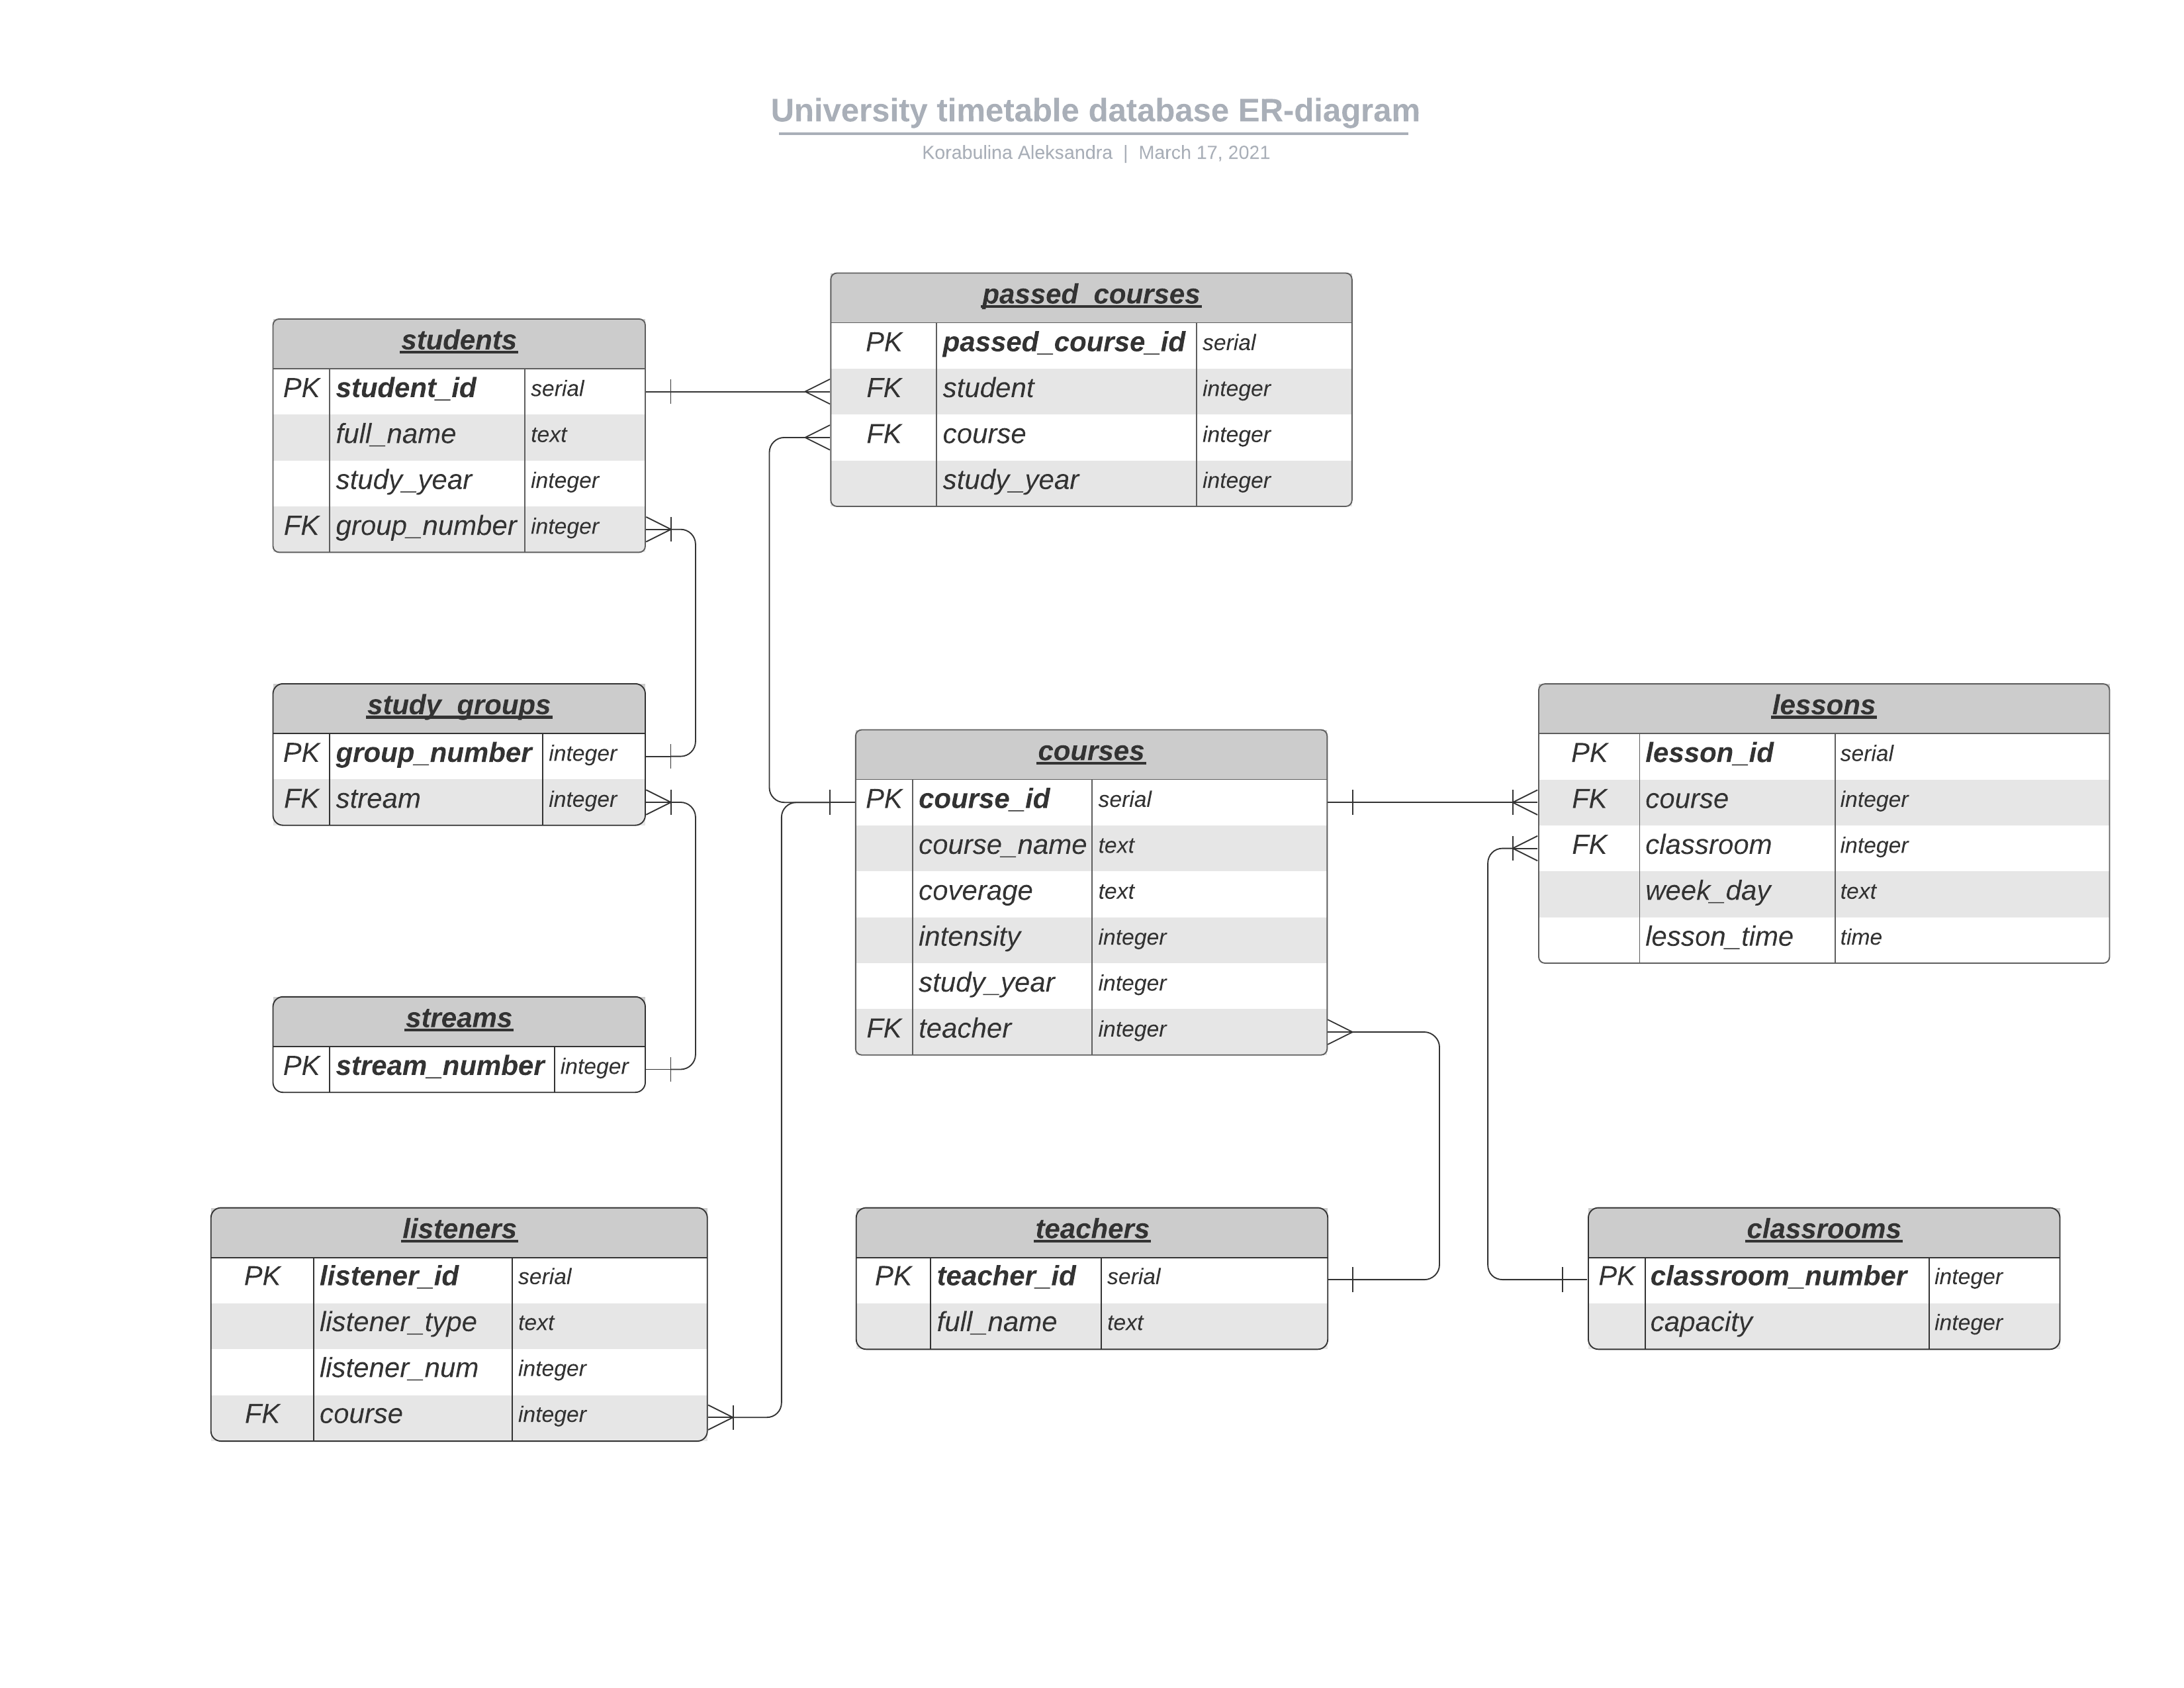 University timetable database ER-diagram
Korabulina Aleksandra | March 17, 2021
passed_courses
PK passed_course_id serial
FK student integer
FK course integer
study_year integer
students
PK student_id serial
full_name text
study_year integer
FK group_number integer
study_groups
PK group_number integer
FK stream integer
courses
PK course_id serial
course_name text
coverage text
intensity integer
study_year integer
FK teacher integer
lessons
PK lesson_id serial
FK course integer
FK classroom integer
week_day text
lesson_time time
streams
PK stream_number integer
listeners
PK listener_id serial
listener_type text
listener_num integer
FK course integer
teachers
PK teacher_id serial
full_name text
classrooms
PK classroom_number integer
capacity integer